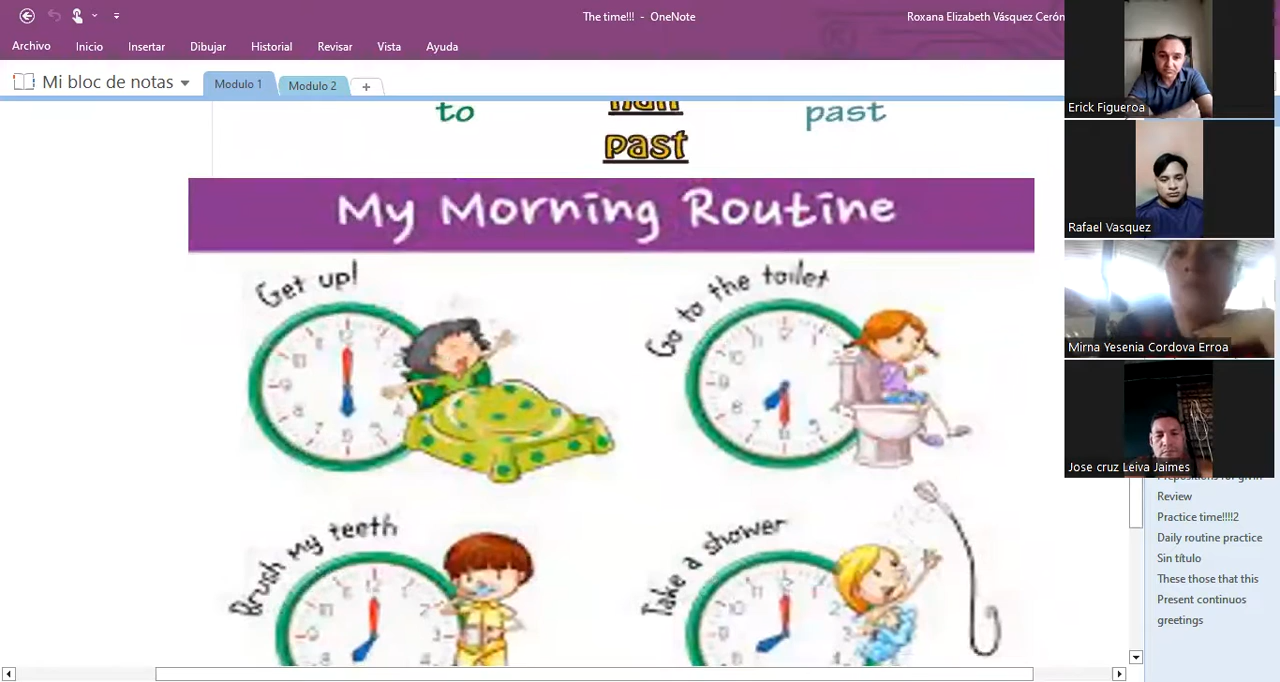 The time!!! - OneNote
Roxana Elizabeth Vásquez Cerón
Archivo Inicio Insertar Dibujar Historial Revisar Vista Ayuda
Mi bloc de notas Modulo 1 Modulo 2 +
to half past
past
My Morning Routine
Get up!
Go to the toilet
Brush my teeth
Take a shower
Erick Figueroa
Rafael Vasquez
Mirna Yesenia Cordova Erroa
Jose cruz Leiva Jaimes
Review
Practice time!!!!2
Daily routine practice
Sin título
These those that this
Present continuos
greetings